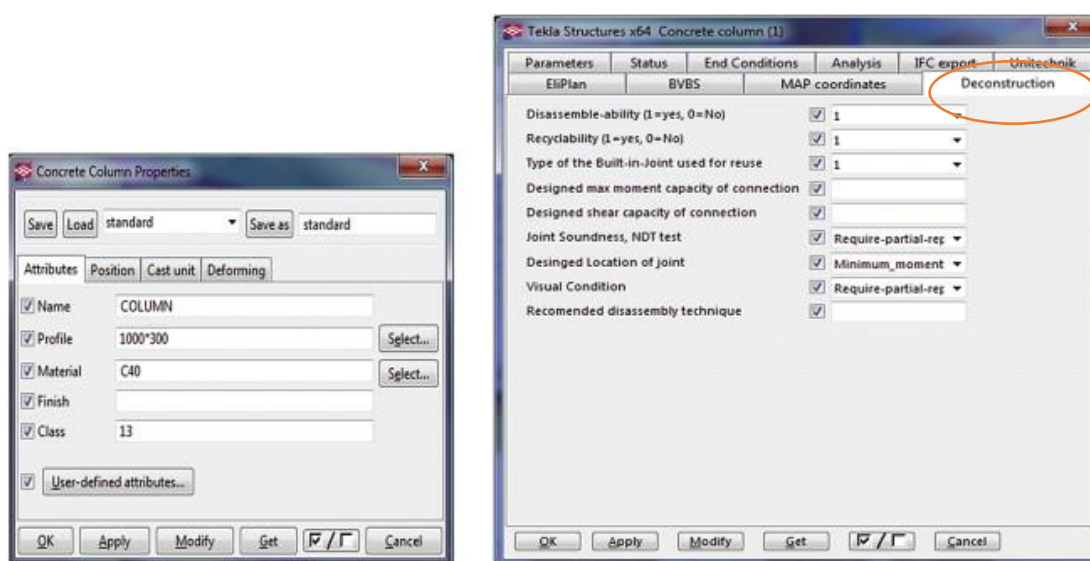 Concrete Column Properties
Save Load standard Save as standard
Attributes Position Cast unit Deforming
Name COLUMN
Profile 1000*300 Select...
Material C40 Select...
Finish
Class 13
User-defined attributes...
OK Apply Modify Get Cancel
Tekla Structures x64 Concrete column (1)
Parameters Status End Conditions Analysis IFC export Unitechnik
EliPlan BVBS MAP coordinates Deconstruction
Disassemble-ability (1=yes, 0=No) 1
Recyclability (1=yes, 0=No) 1
Type of the Built-in-Joint used for reuse 1
Designed max moment capacity of connection
Designed shear capacity of connection
Joint Soundness, NDT test Require-partial-rep
Desinged Location of joint Minimum_moment
Visual Condition Require-partial-rep
Recomended disassembly technique
OK Apply Modify Get Cancel